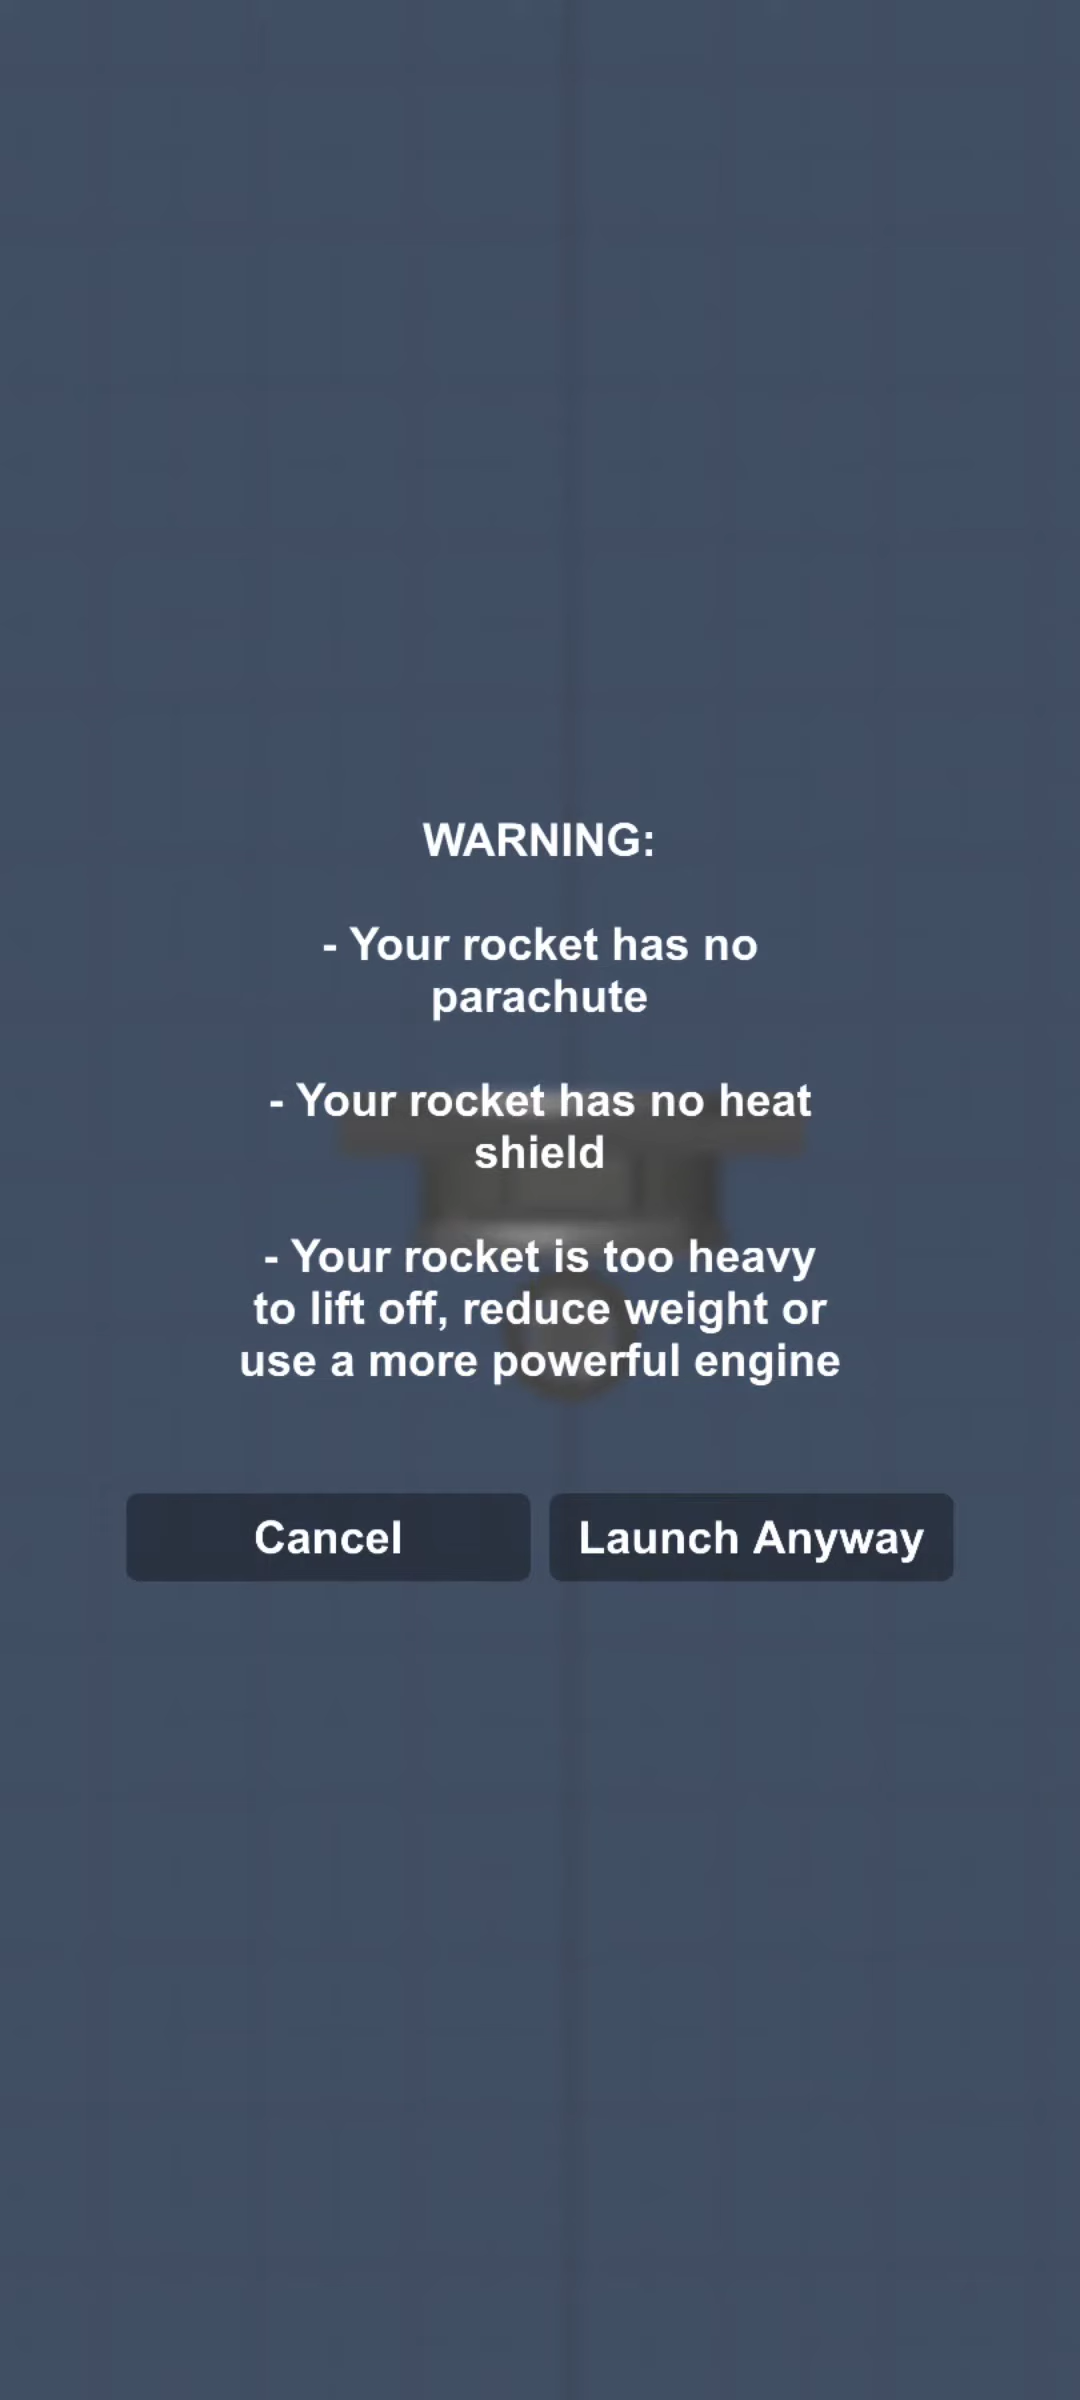 WARNING:
- Your rocket has no
parachute
- Your rocket has no heat
shield
- Your rocket is too heavy
to lift off, reduce weight or
use a more powerful engine
Cancel
Launch Anyway